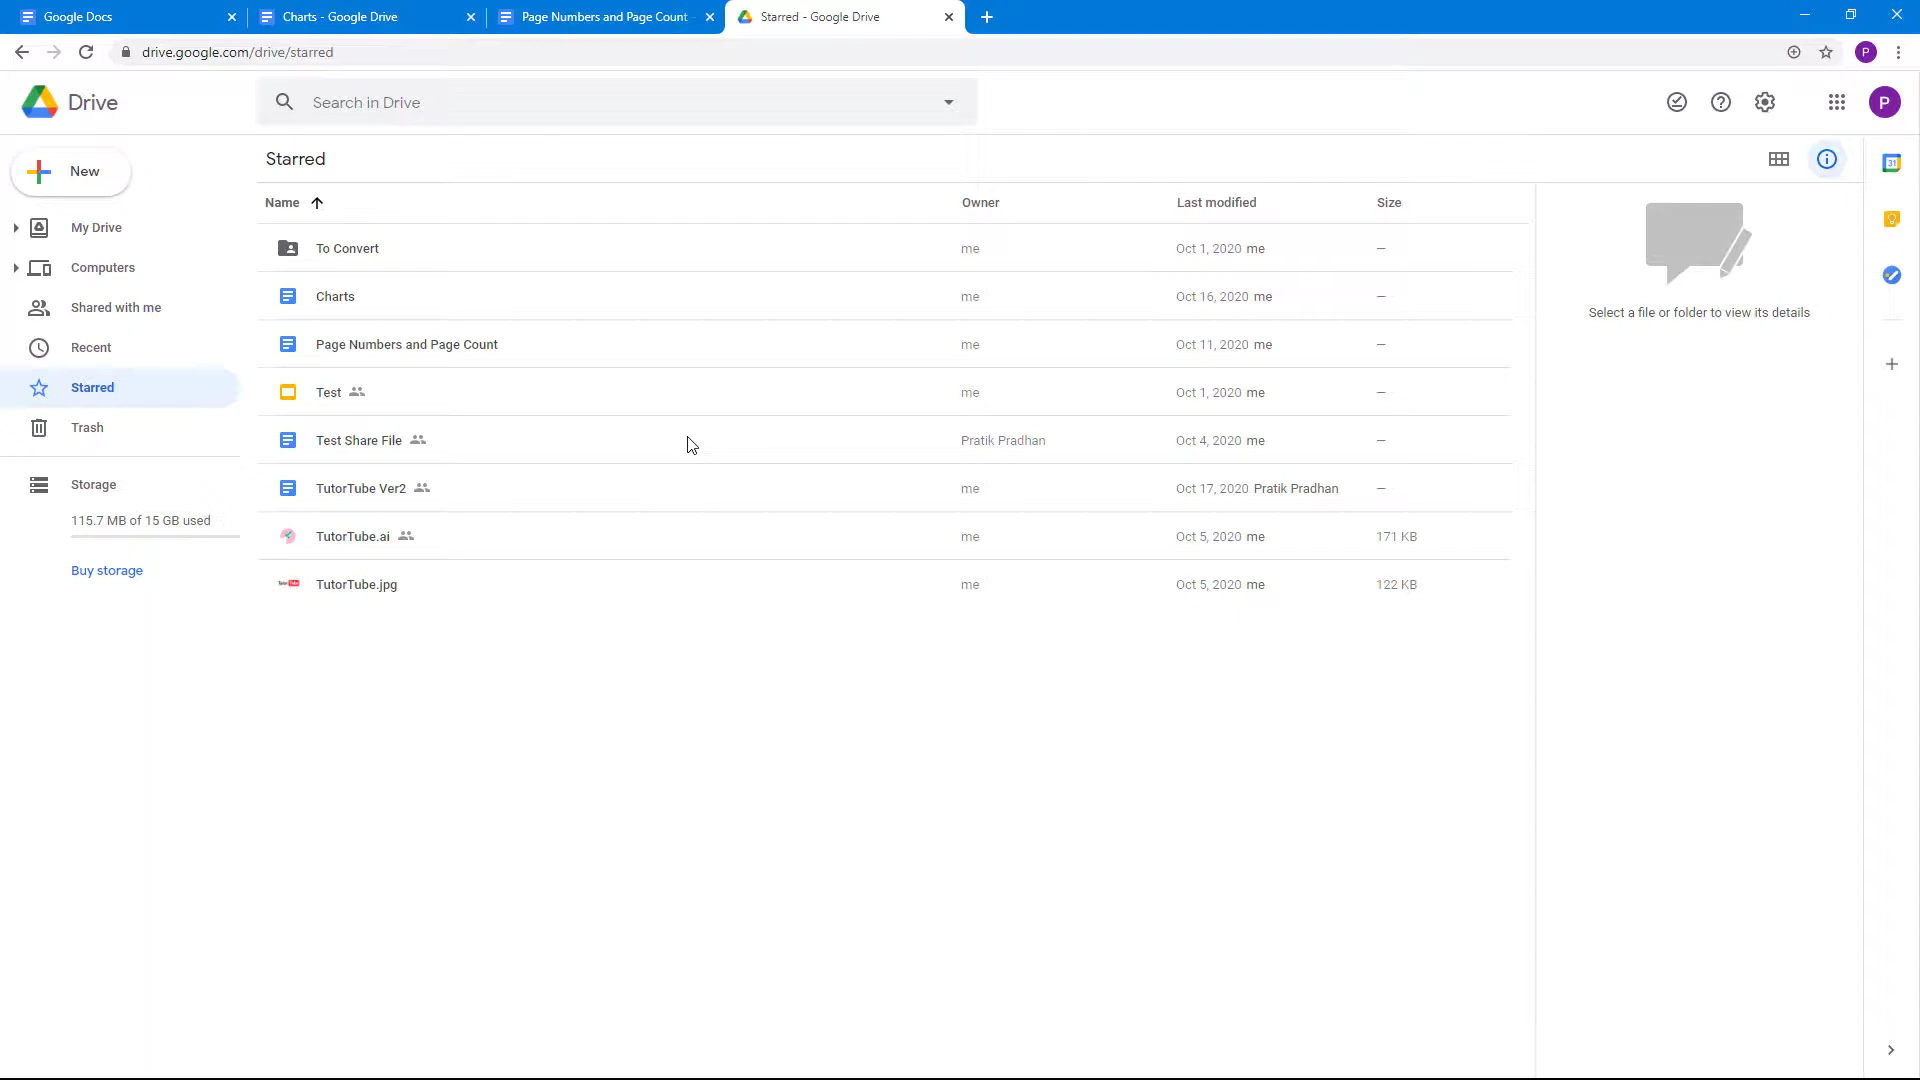 Google Docs
Charts - Google Drive
Page Numbers and Page Count
Starred - Google Drive
drive.google.com/drive/starred
P
Drive
Search in Drive
P
New
Starred
31
My Drive
Computers
Shared with me
Recent
Starred
Trash
Storage
115.7 MB of 15 GB used
Buy storage
Name Owner Last modified Size
To Convert me Oct 1, 2020 me –
Charts me Oct 16, 2020 me –
Page Numbers and Page Count me Oct 11, 2020 me –
Test me Oct 1, 2020 me –
Test Share File Pratik Pradhan Oct 4, 2020 me –
TutorTube Ver2 me Oct 17, 2020 Pratik Pradhan –
TutorTube.ai me Oct 5, 2020 me 171 KB
TutorTube.jpg me Oct 5, 2020 me 122 KB
Select a file or folder to view its details